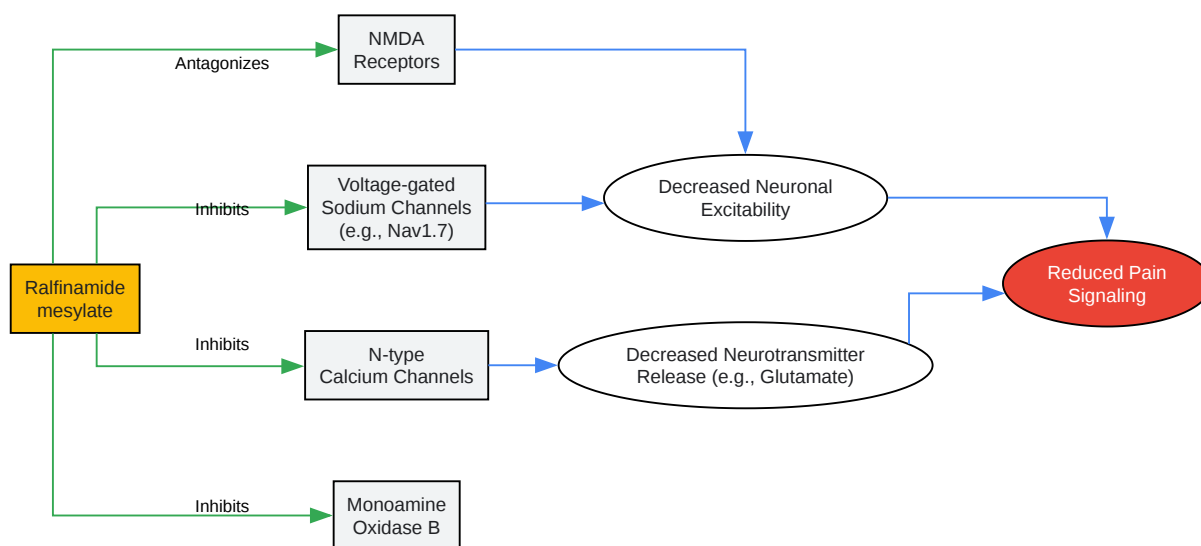 NMDA
Receptors
Antagonizes
Voltage-gated
Sodium Channels
(e.g., Nav1.7)
Inhibits
Decreased Neuronal
Excitability
Ralfinamide
mesylate
Reduced Pain
Signaling
Inhibits
N-type
Calcium Channels
Decreased Neurotransmitter
Release (e.g., Glutamate)
Inhibits
Monoamine
Oxidase B